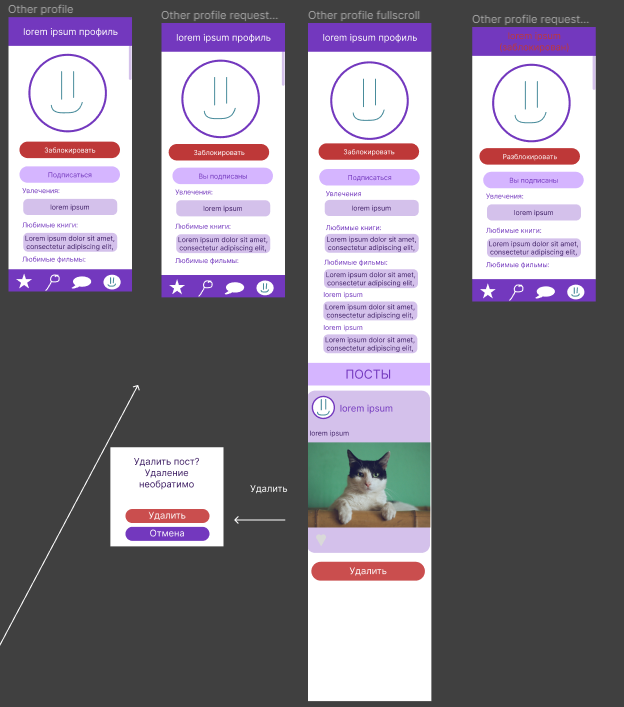 Other profile
lorem ipsum профиль
Заблокировать
Подписаться
Увлечения:
lorem ipsum
Любимые книги:
Lorem ipsum dolor sit amet,
consectetur adipiscing elit,
Любимые фильмы:
Other profile request...
lorem ipsum профиль
Заблокировать
Вы подписаны
Увлечения:
lorem ipsum
Любимые книги:
Lorem ipsum dolor sit amet,
consectetur adipiscing elit,
Любимые фильмы:
Other profile fullscroll
lorem ipsum профиль
Заблокировать
Подписаться
Увлечения
lorem ipsum
Любимые книги:
Lorem ipsum dolor sit amet,
consectetur adipiscing elit,
Любимые фильмы:
Lorem ipsum dolor sit amet,
consectetur adipiscing elit,
lorem ipsum
Lorem ipsum dolor sit amet,
consectetur adipiscing elit,
lorem ipsum
Lorem ipsum dolor sit amet,
consectetur adipiscing elit,
ПОСТЫ
lorem ipsum
lorem ipsum
Удалить
Other profile request...
lorem ipsum
Разблокировать
Вы подписаны
Увлечения:
lorem ipsum
Любимые книги:
Lorem ipsum dolor sit amet,
consectetur adipiscing elit,
Любимые фильмы:
Удалить пост?
Удаление
необратимо
Удалить
Отмена
Удалить